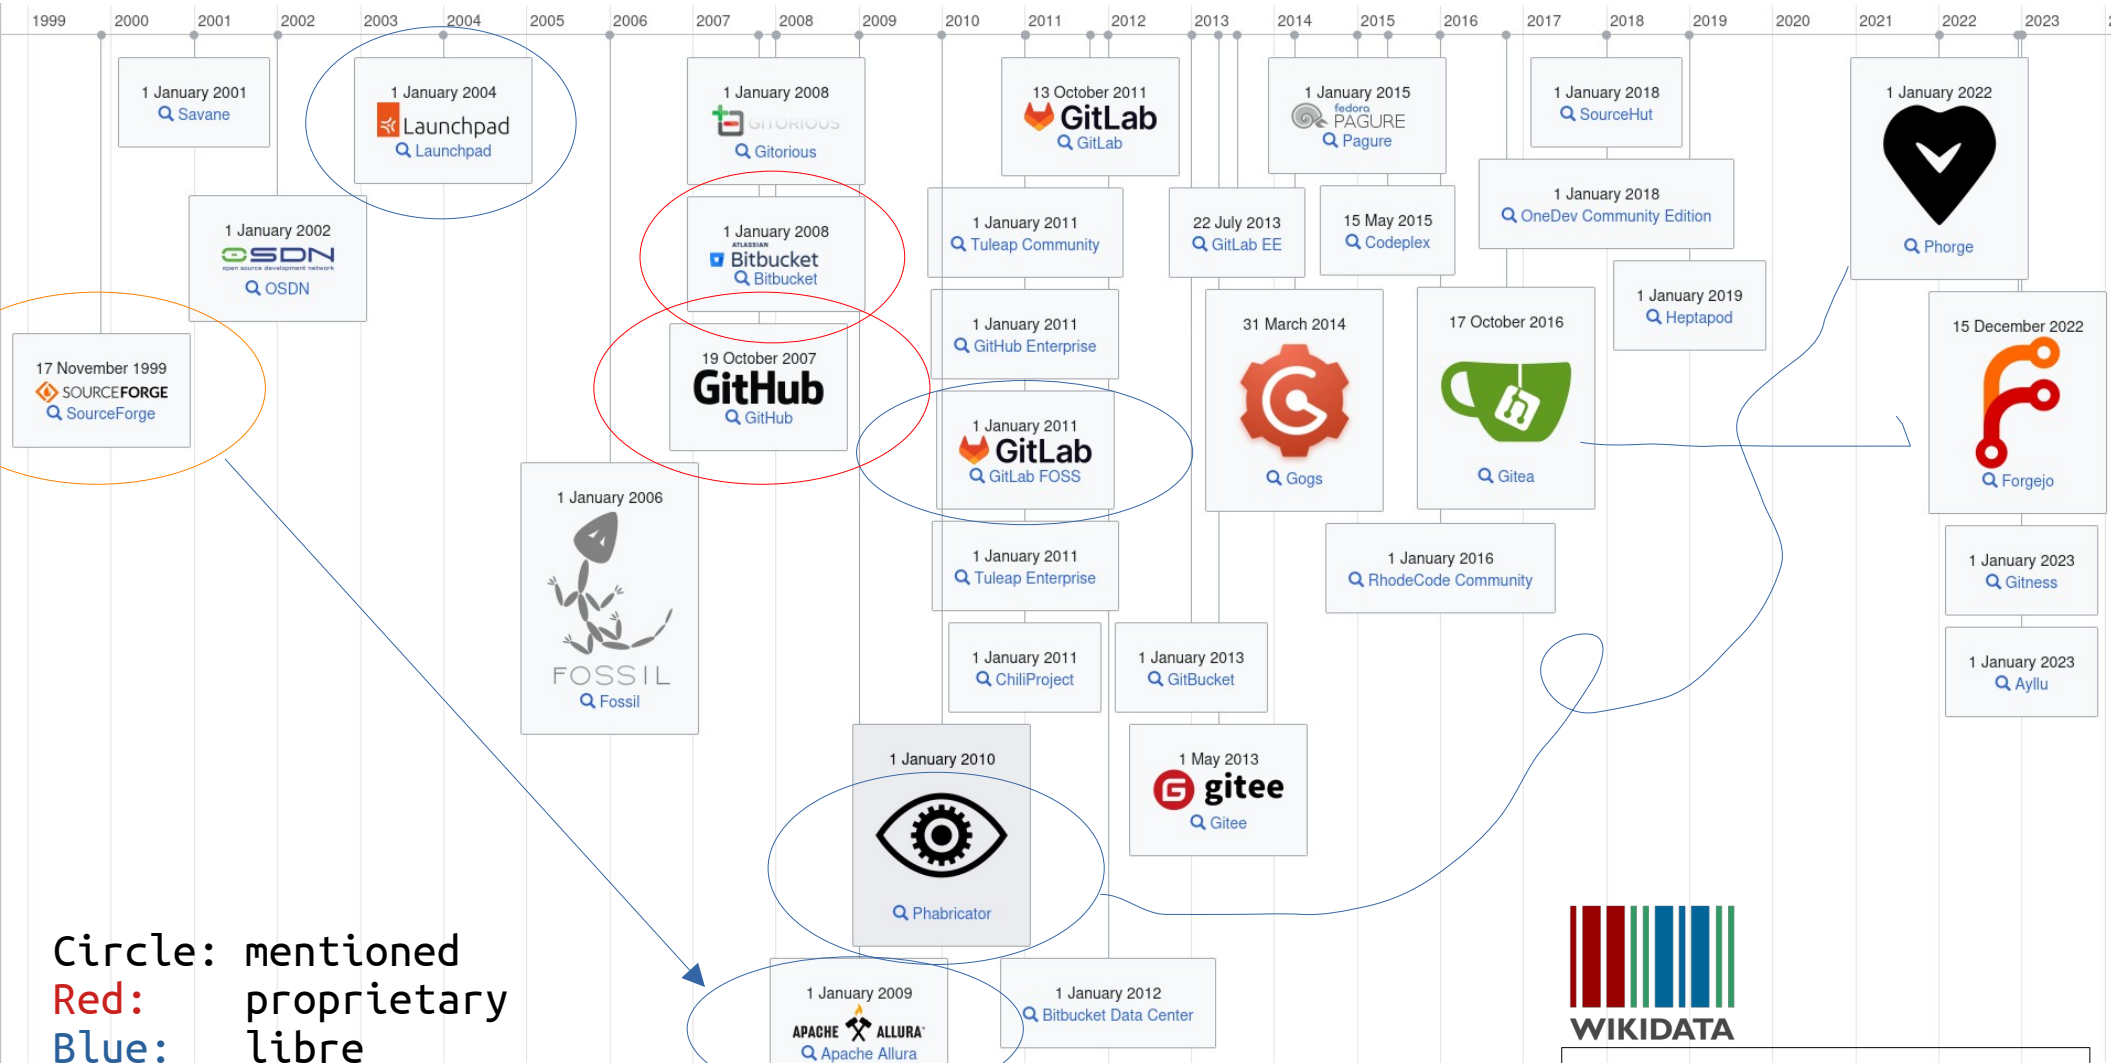 1999 2000 2001 2002 2003 2004 2005 2006 2007 2008 2009 2010 2011 2012 2013 2014 2015 2016 2017 2018 2019 2020 2021 2022 2023
1 January 2001
Savane
1 January 2004
Launchpad
Launchpad
1 January 2008
GITORIOUS
Gitorious
13 October 2011
GitLab
GitLab
1 January 2015
fedora
PAGURE
Pagure
1 January 2018
SourceHut
1 January 2022
Phorge
1 January 2002
OSDN
open source development network
OSDN
1 January 2008
ATLASSIAN
Bitbucket
Bitbucket
1 January 2011
Tuleap Community
22 July 2013
GitLab EE
15 May 2015
Codeplex
1 January 2018
OneDev Community Edition
17 November 1999
SOURCEFORGE
SourceForge
19 October 2007
GitHub
GitHub
1 January 2011
GitHub Enterprise
31 March 2014
Gogs
17 October 2016
Gitea
1 January 2019
Heptapod
15 December 2022
Forgejo
1 January 2011
GitLab
GitLab FOSS
1 January 2006
FOSSIL
Fossil
1 January 2011
Tuleap Enterprise
1 January 2016
RhodeCode Community
1 January 2023
Gitness
1 January 2011
ChiliProject
1 January 2013
GitBucket
1 January 2023
Ayllu
1 January 2010
Phabricator
1 May 2013
gitee
Gitee
1 January 2009
APACHE ALLURA
Apache Allura
1 January 2012
Bitbucket Data Center
Circle: mentioned
Red: proprietary
Blue: libre
WIKIDATA